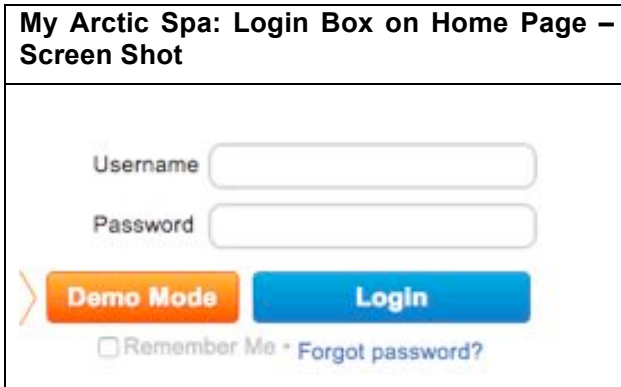 My Arctic Spa: Login Box on Home Page –
Screen Shot
Username
Password
Demo Mode Login
Remember Me - Forgot password?